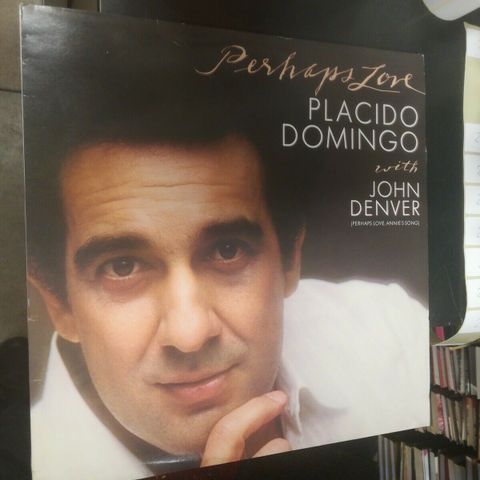 Perhaps Love
PLACIDO
DOMINGO
with
JOHN
DENVER
(PERHAPS LOVE, ANNIE'S SONG)